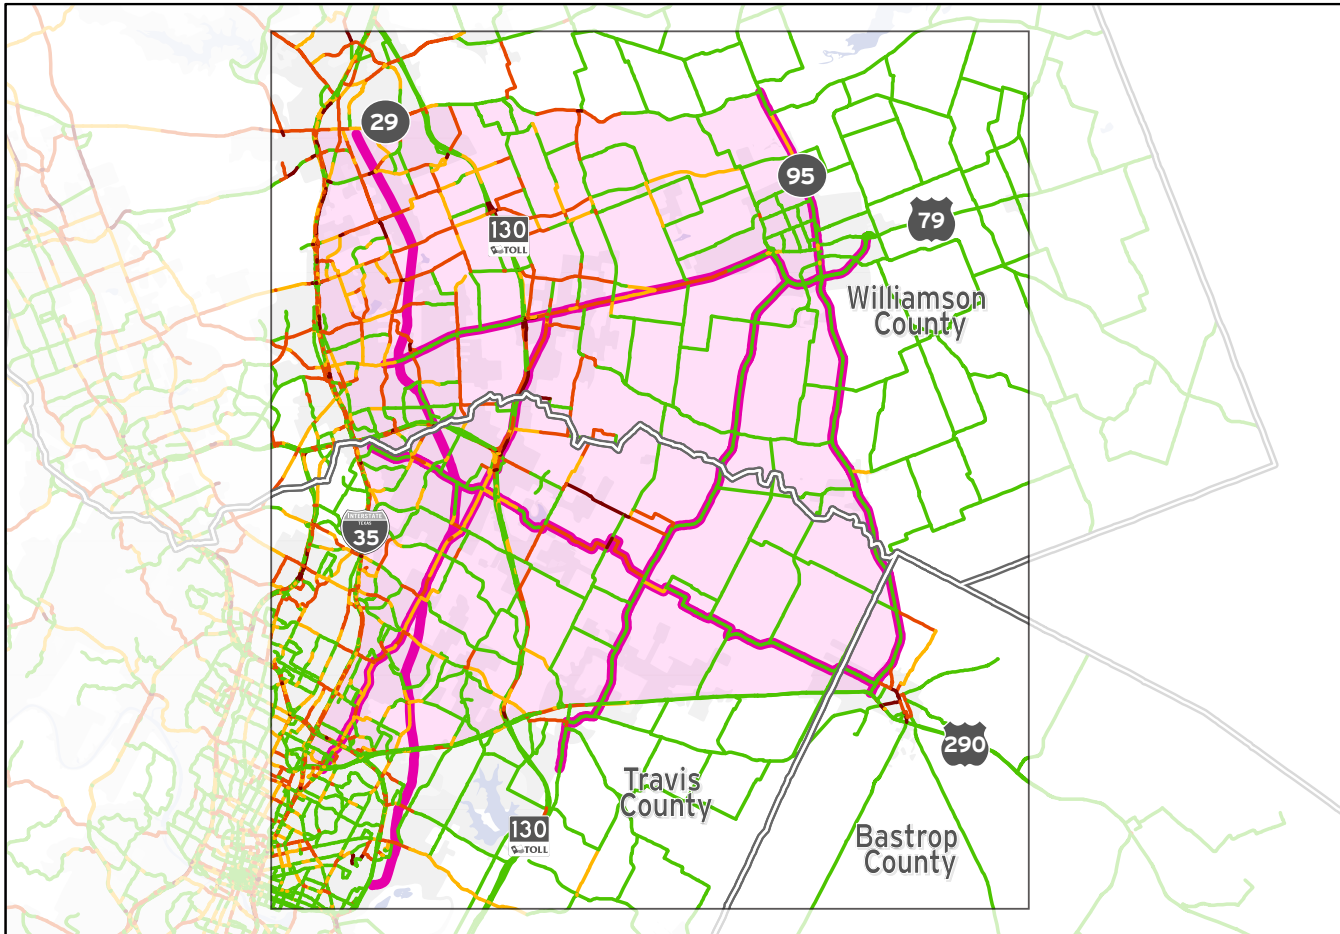 29
95
79
130
TOLL
Williamson
County
INTERSTATE
TEXAS
35
290
Travis
County
130
TOLL
Bastrop
County